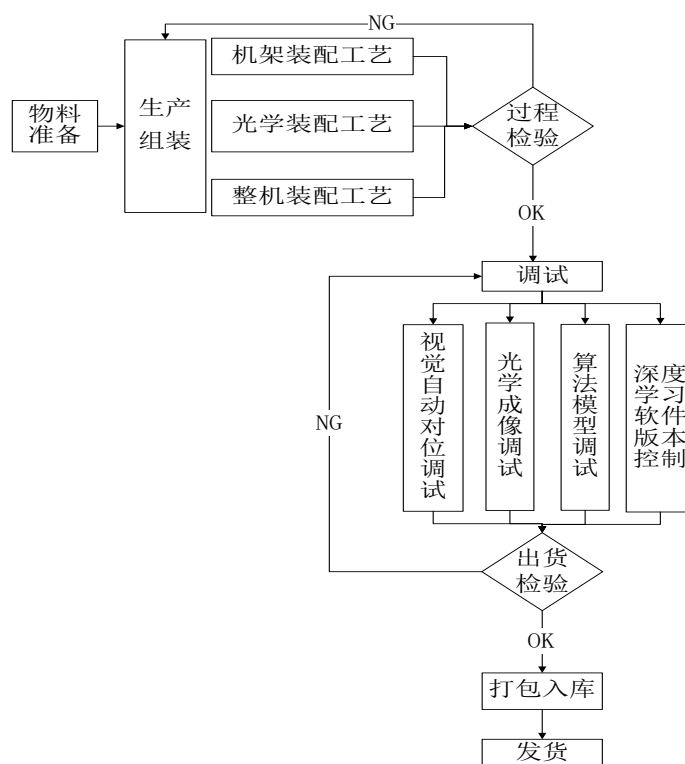 NG
机架装配工艺
物料
准备
生产
组装
光学装配工艺
过程
检验
整机装配工艺
OK
调试
视觉自动对位调试
光学成像调试
算法模型调试
深度
学习
软件
版本
控制
NG
出货
检验
OK
打包入库
发货